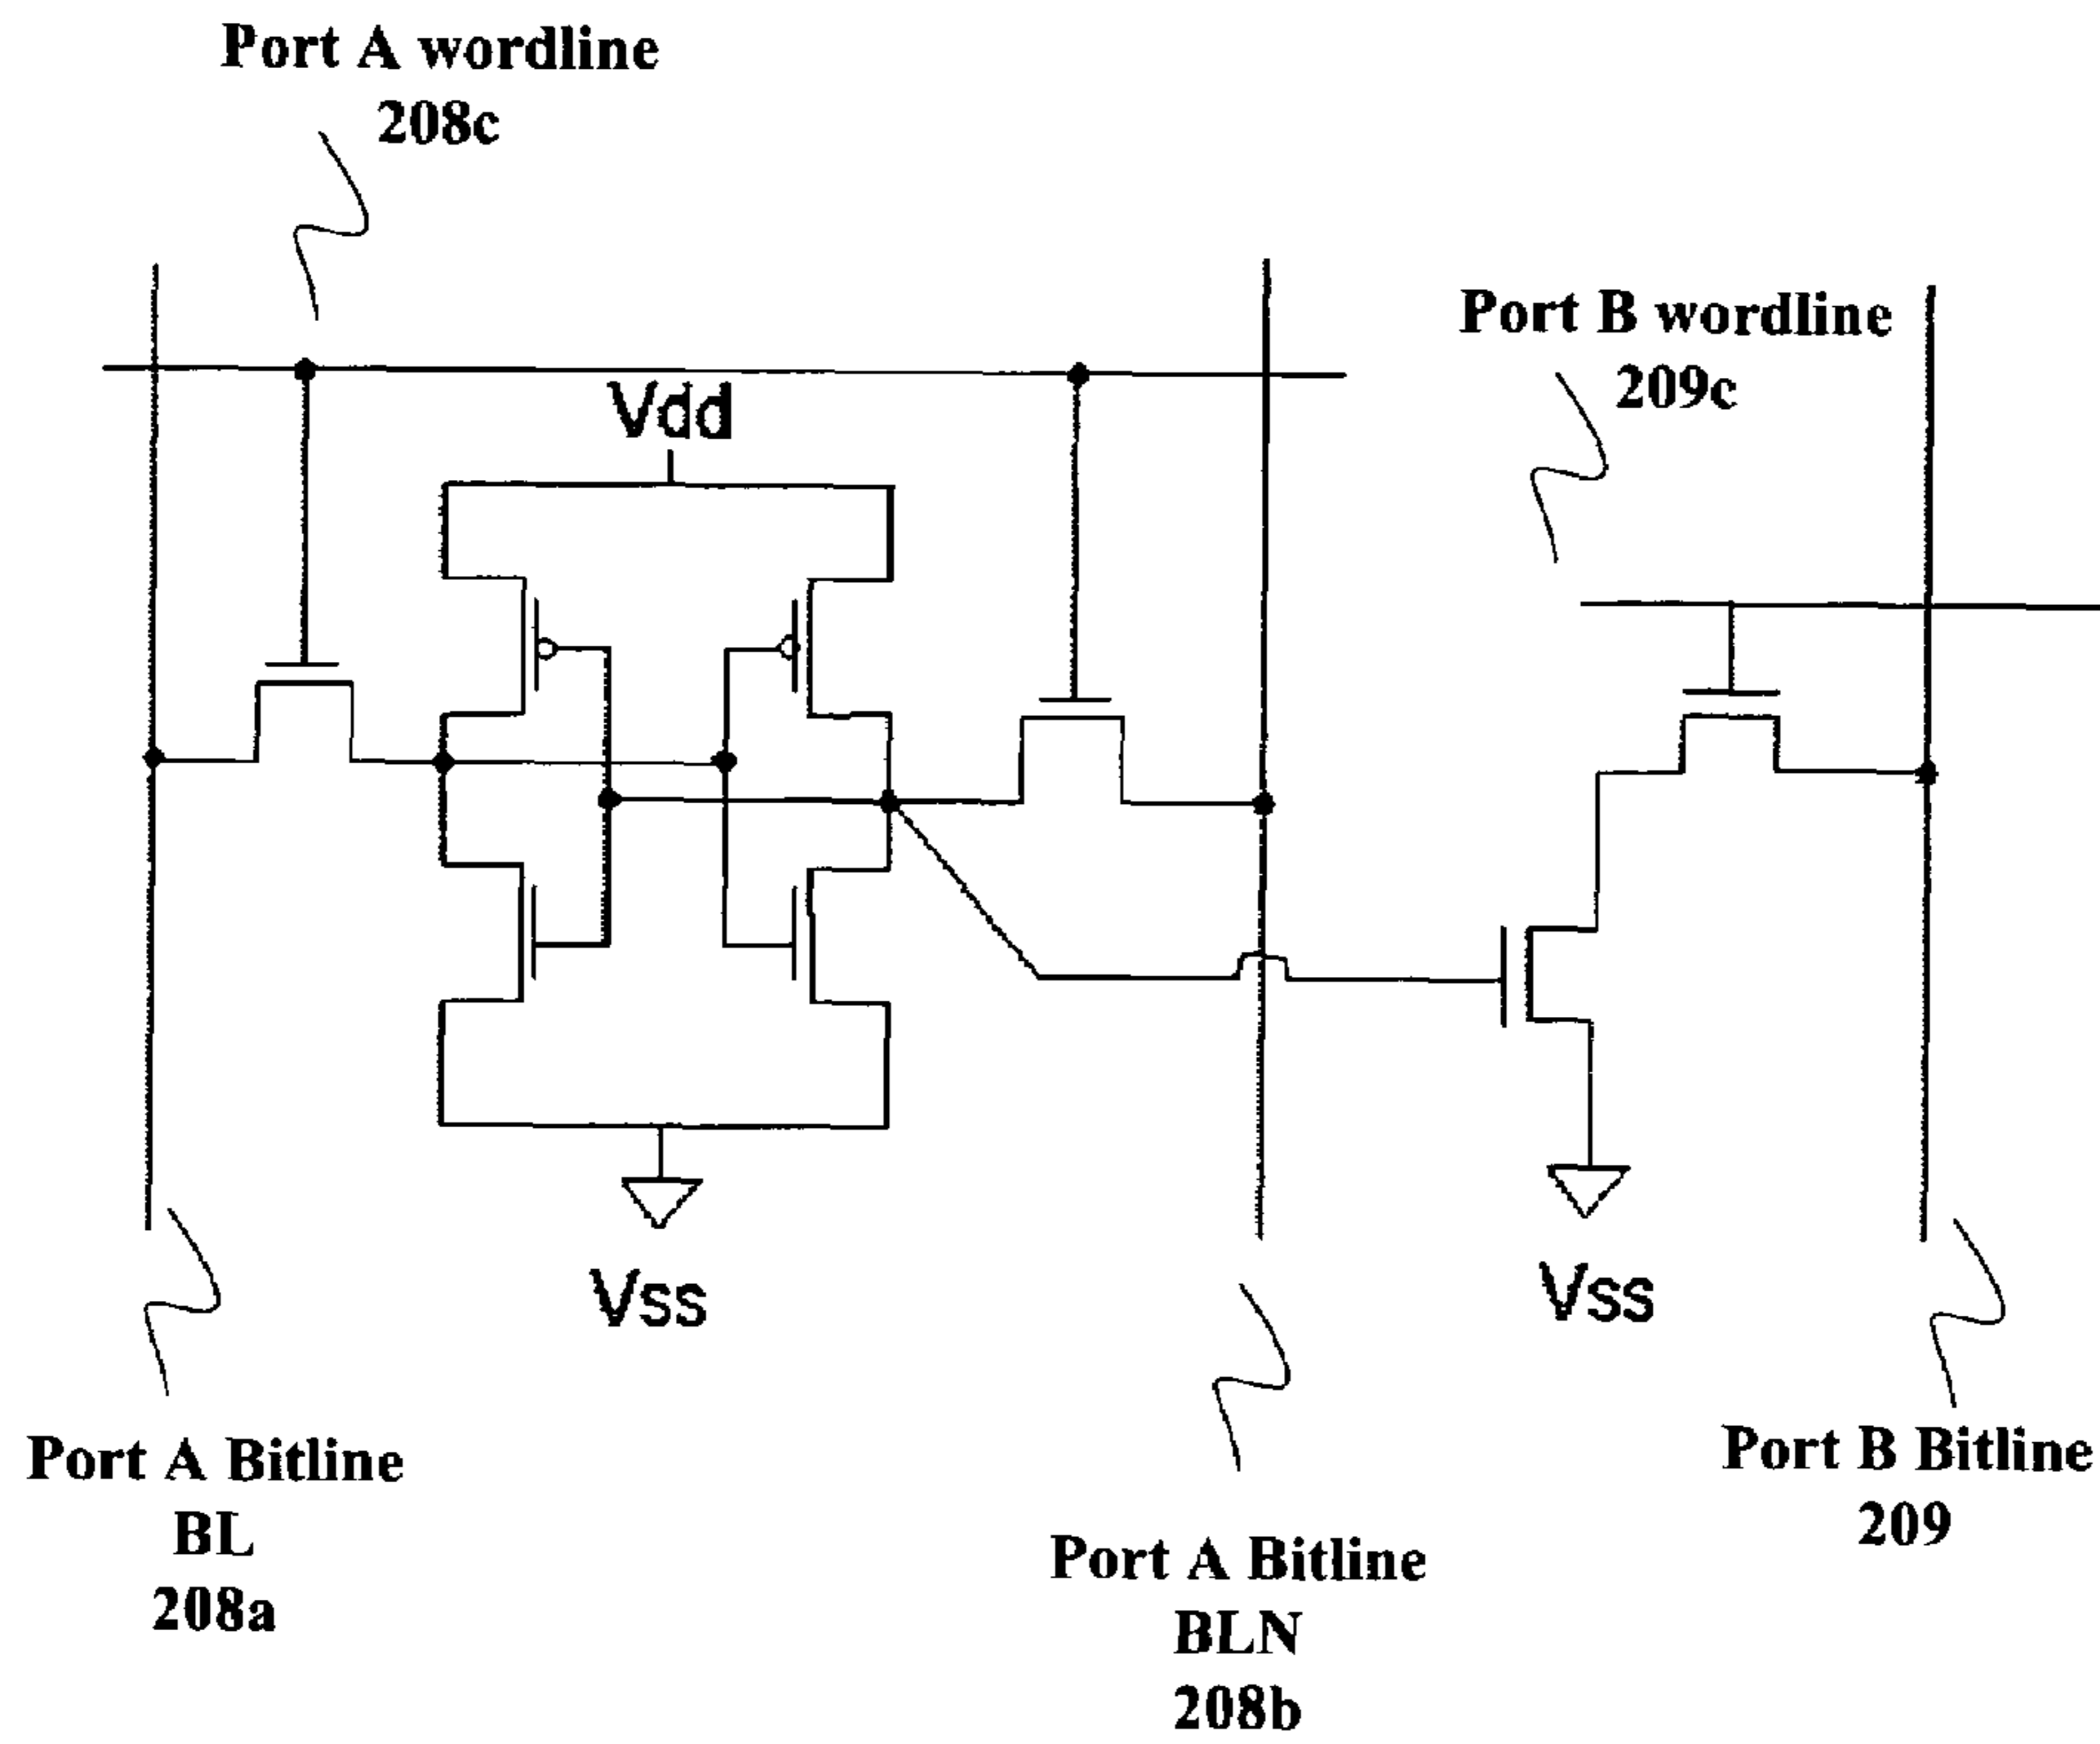 Port A wordline
208c
Port B wordline
209c
Vdd
Vss
Vss
Port A Bitline
BL
208a
Port A Bitline
BLN
208b
Port B Bitline
209